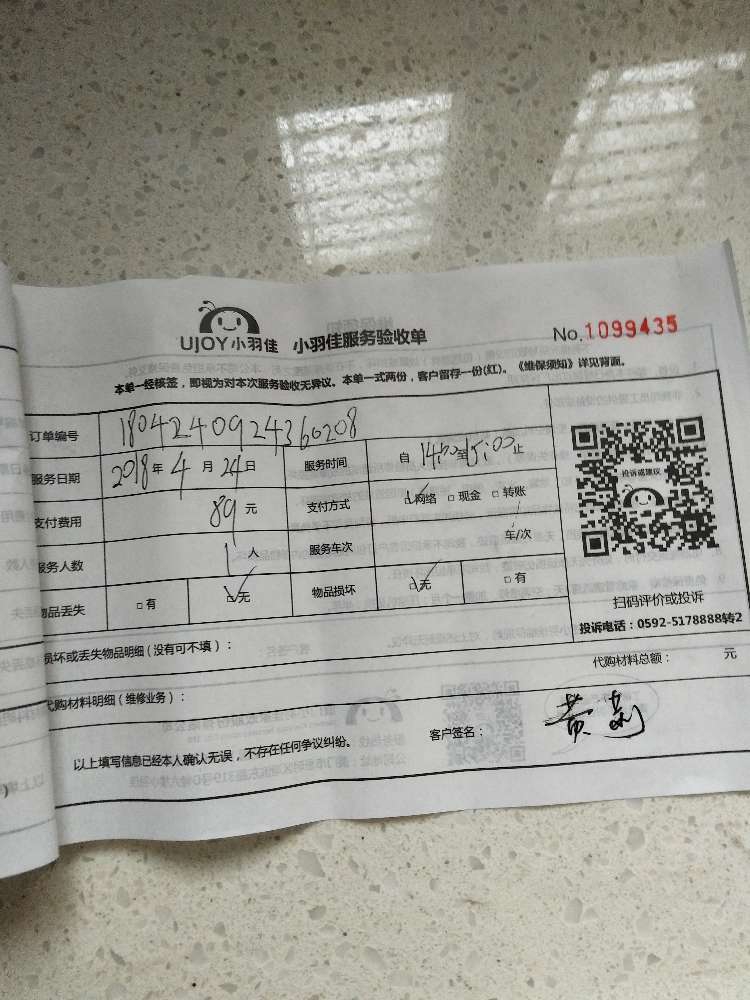 UJOY小羽佳 小羽佳服务验收单 No.1099435
本单一经核签，即视为对本次服务验收无异议。本单一式两份，客户留存一份(红)。《维保须知》详见背面。
订单编号 1804240924360208
服务日期 2018年4月24日 服务时间 自14:00至15:00止
支付费用 89元 支付方式 ☑网络 □现金 □转账
服务人数 1人 服务车次 1车/次
物品丢失 □有 ☑无 物品损坏 ☑无 □有
投诉或建议
扫码评价或投诉
投诉电话：0592-5178888转2
损坏或丢失物品明细(没有可不填)：
代购材料总额： 元
代购材料明细(维修业务)：
以上填写信息已经本人确认无误，不存在任何争议纠纷。 客户签名： 黄